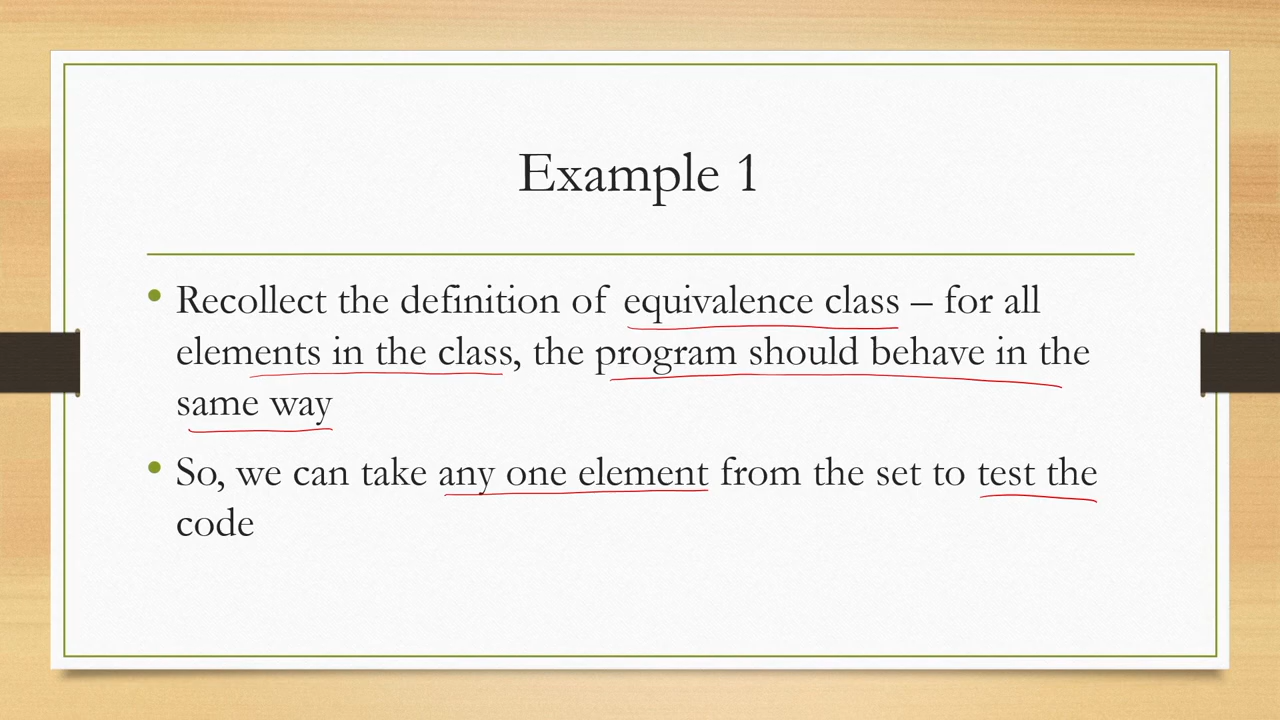 Example 1
• Recollect the definition of equivalence class – for all
elements in the class, the program should behave in the
same way
• So, we can take any one element from the set to test the
code